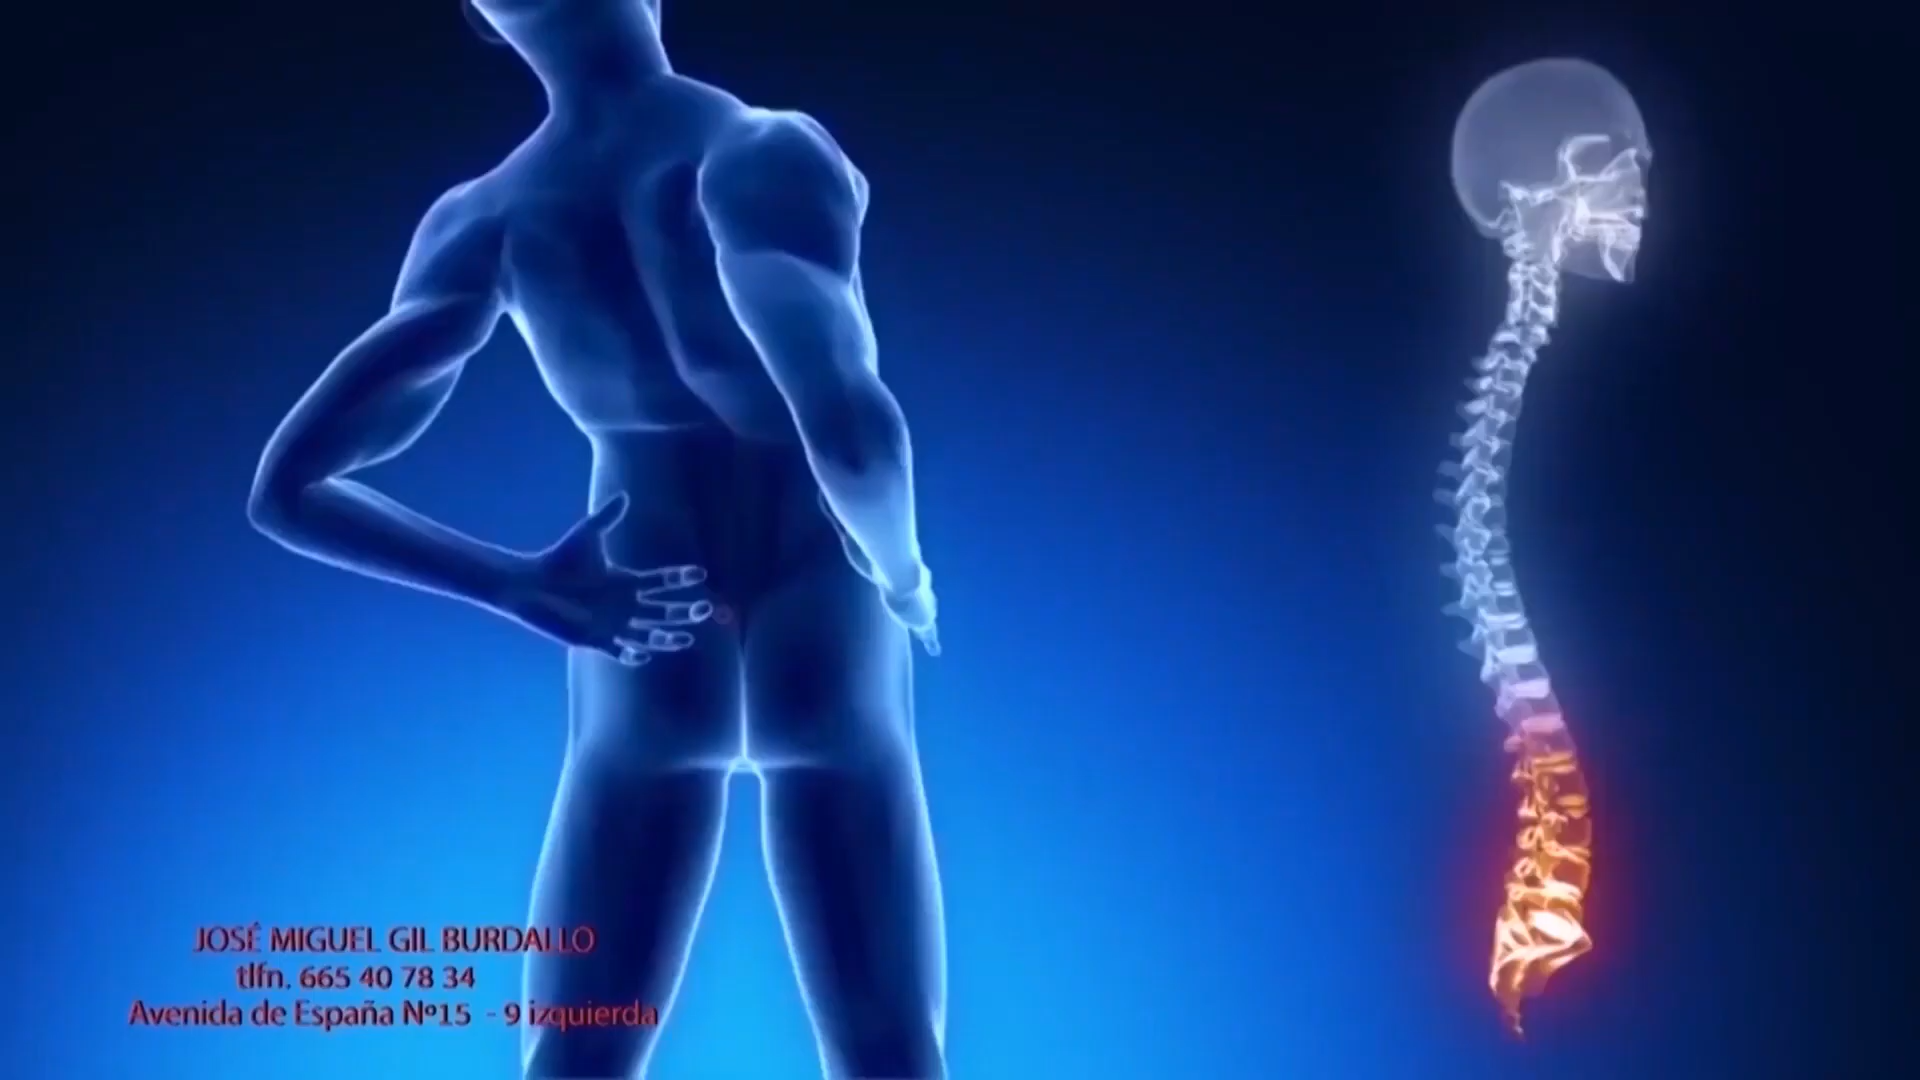 JOSÉ MIGUEL GIL BURDALLO
tlfn. 665 40 78 34
Avenida de España Nº15 - 9 izquierda